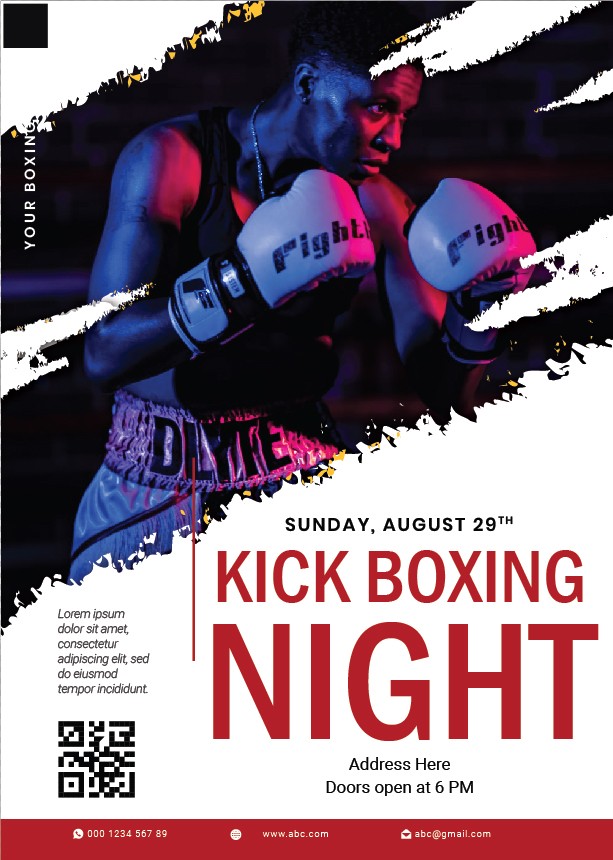 YOUR BOXING
Fight
Fight
SUNDAY, AUGUST 29TH
KICK BOXING
NIGHT
Lorem ipsum
dolor sit amet,
consectetur
adipiscing elit, sed
do eiusmod
tempor incididunt.
Address Here
Doors open at 6 PM
000 1234 567 89
www.abc.com
abc@gmail.com